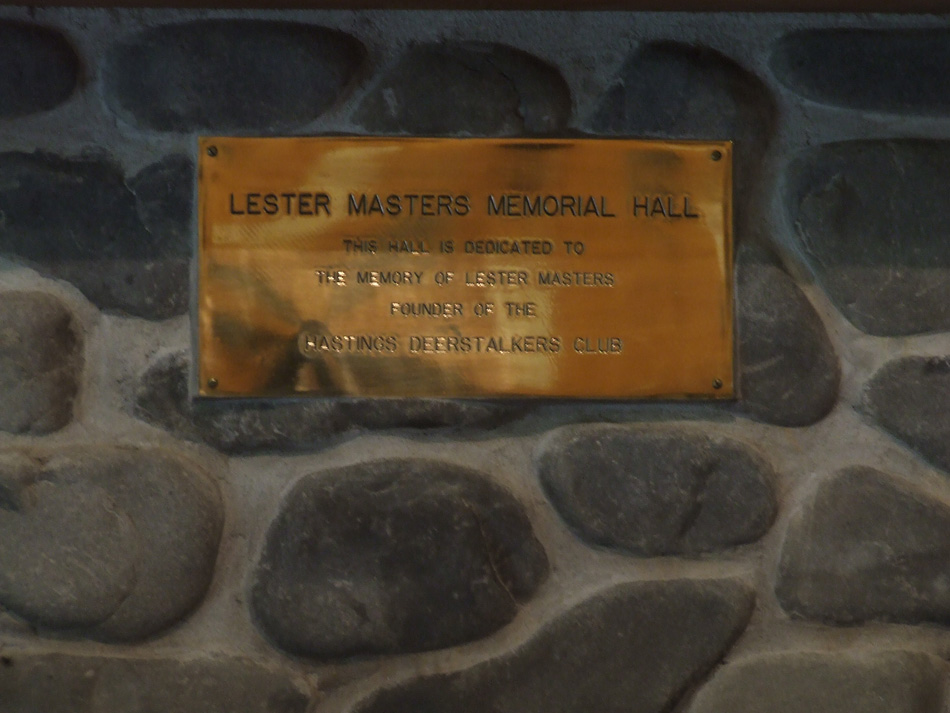 LESTER MASTERS MEMORIAL HALL
THIS HALL IS DEDICATED TO
THE MEMORY OF LESTER MASTERS
FOUNDER OF THE
HASTINGS DEERSTALKERS CLUB